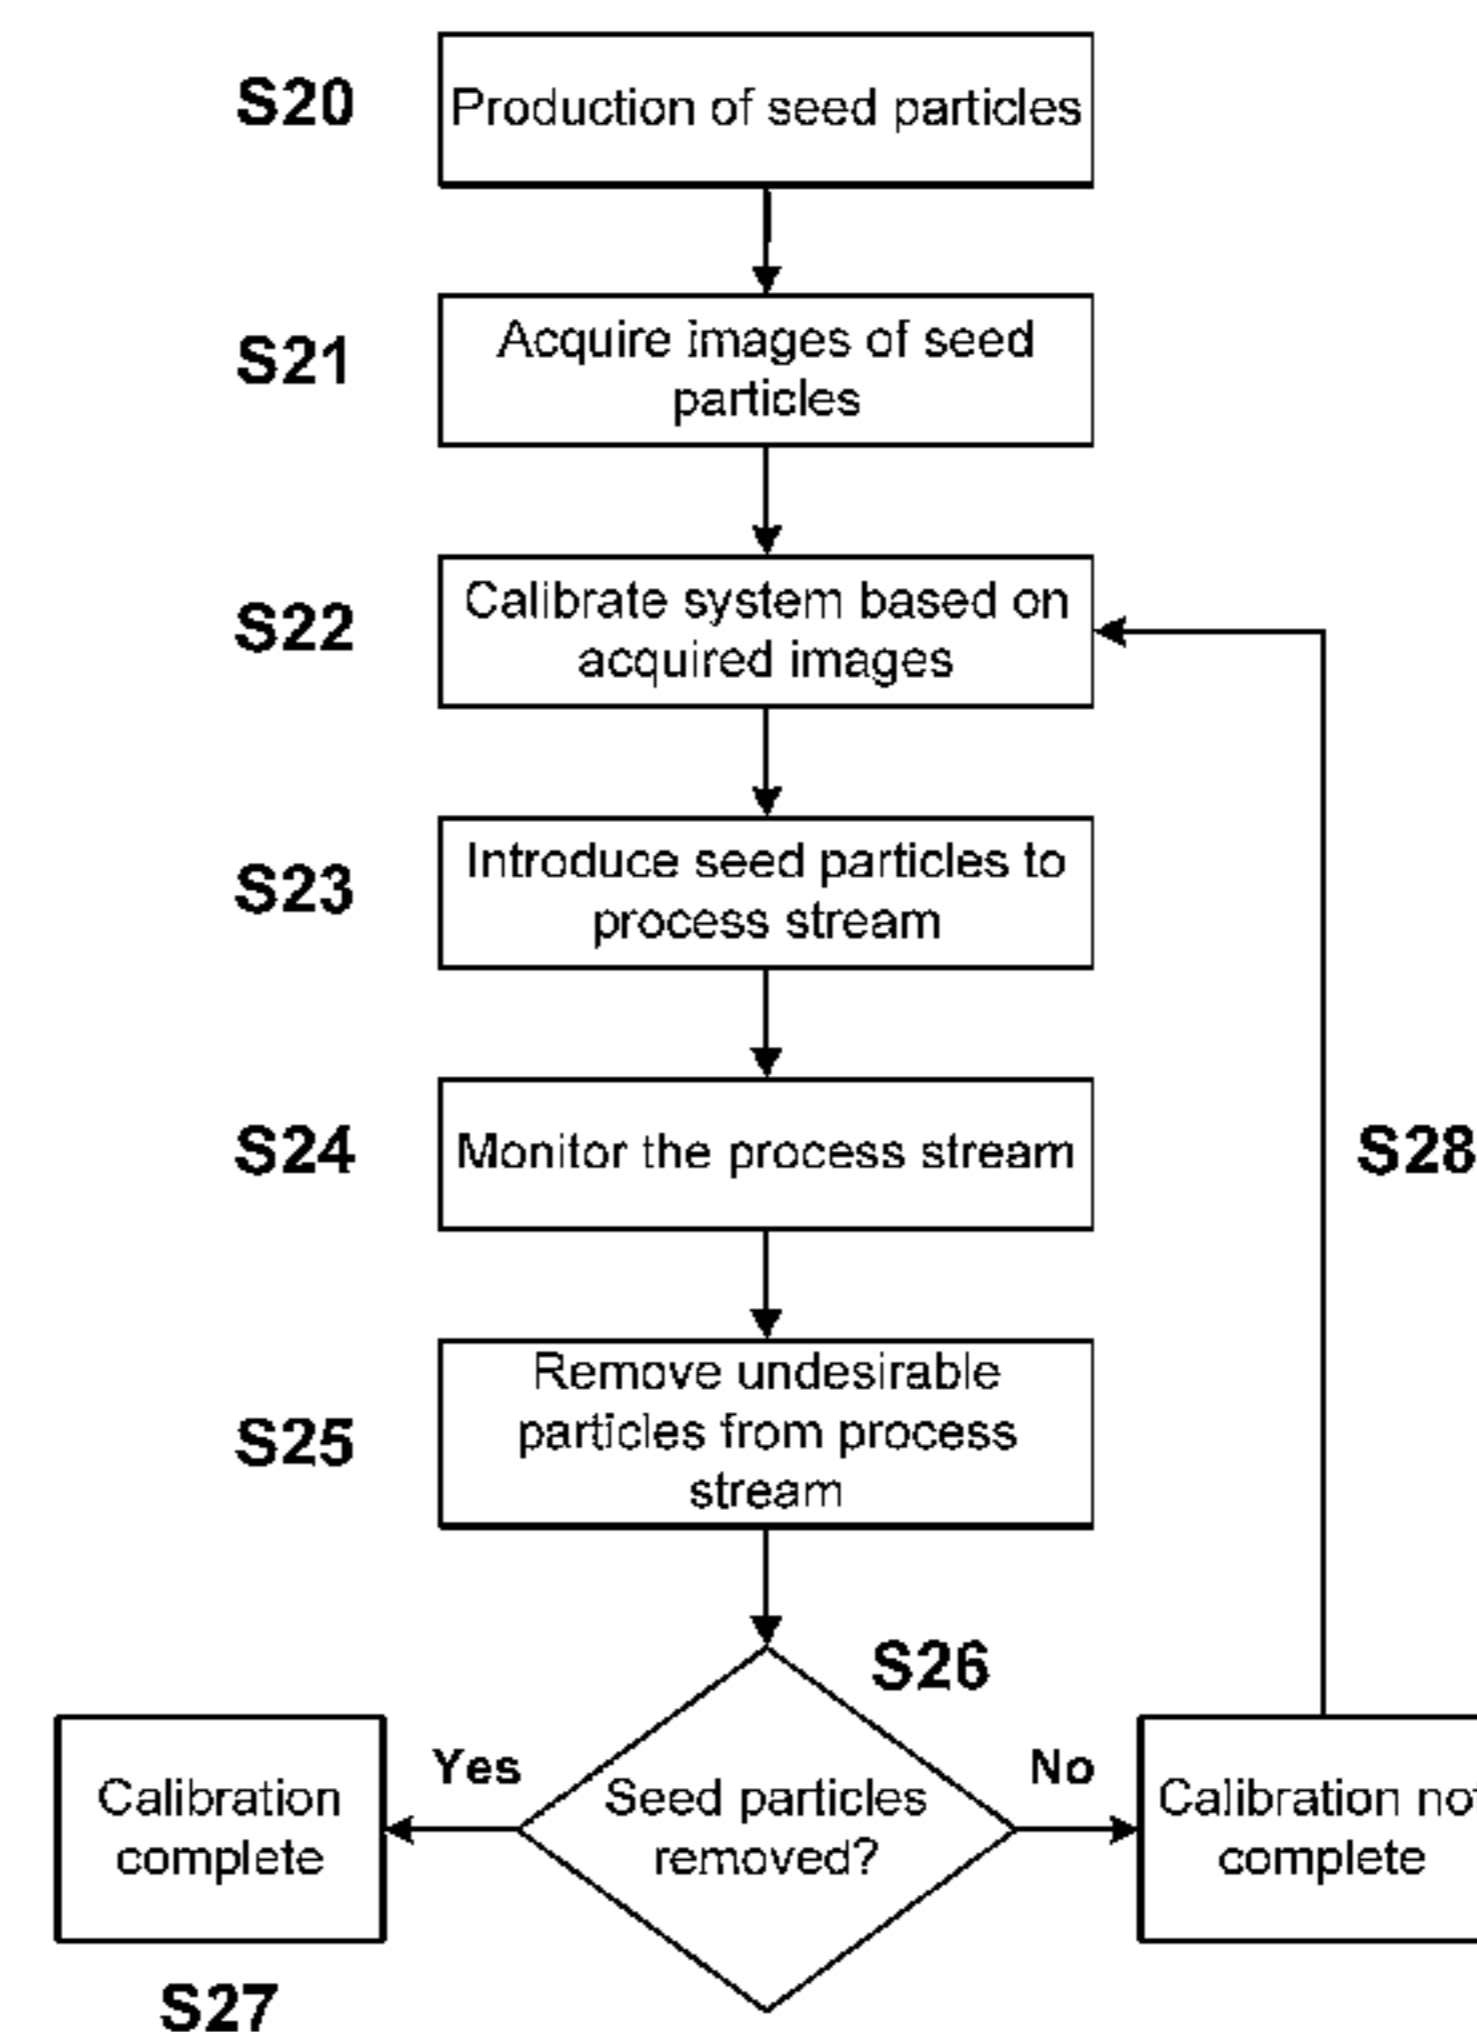 S20
Production of seed particles
S21
Acquire images of seed
particles
S22
Calibrate system based on
acquired images
S23
Introduce seed particles to
process stream
S24
Monitor the process stream
S28
S25
Remove undesirable
particles from process
stream
S26
Yes
No
Calibration
complete
Seed particles
removed?
Calibration not
complete
S27